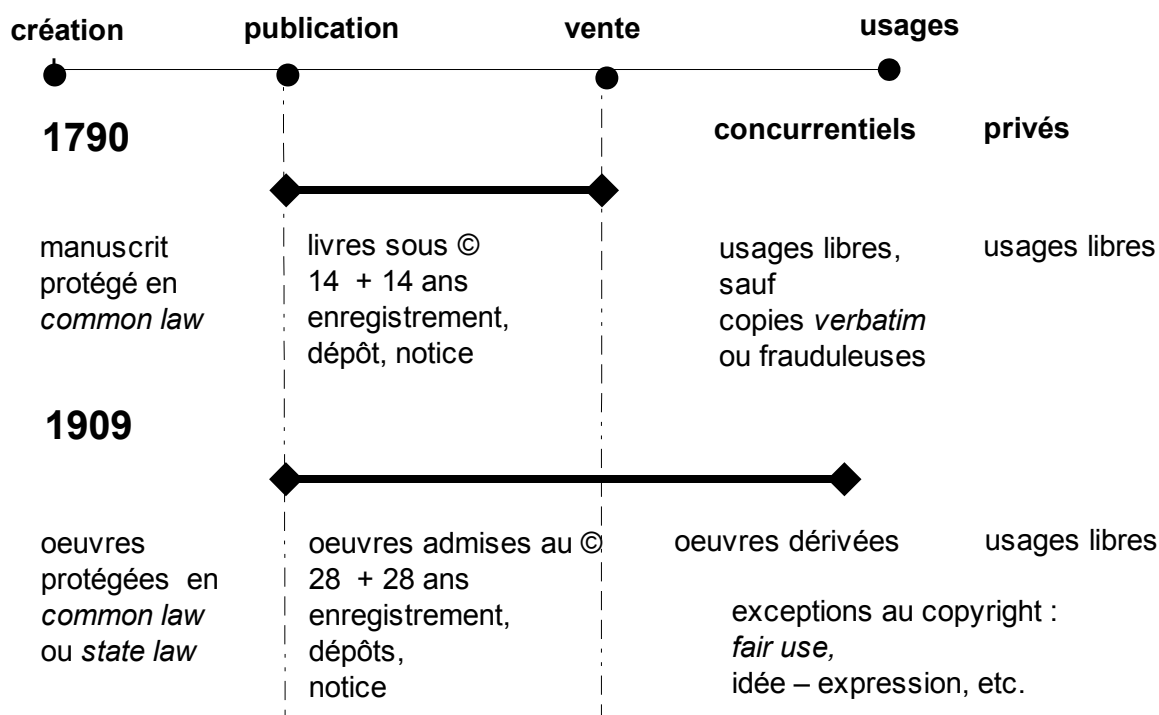 création
publication
vente
usages
1790
concurrentiels
privés
manuscrit
protégé en
common law
livres sous ©
14 + 14 ans
enregistrement,
dépôt, notice
usages libres,
sauf
copies verbatim
ou frauduleuses
usages libres
1909
oeuvres
protégées en
common law
ou state law
oeuvres admises au ©
28 + 28 ans
enregistrement,
dépôts,
notice
oeuvres dérivées
usages libres
exceptions au copyright :
fair use,
idée – expression, etc.